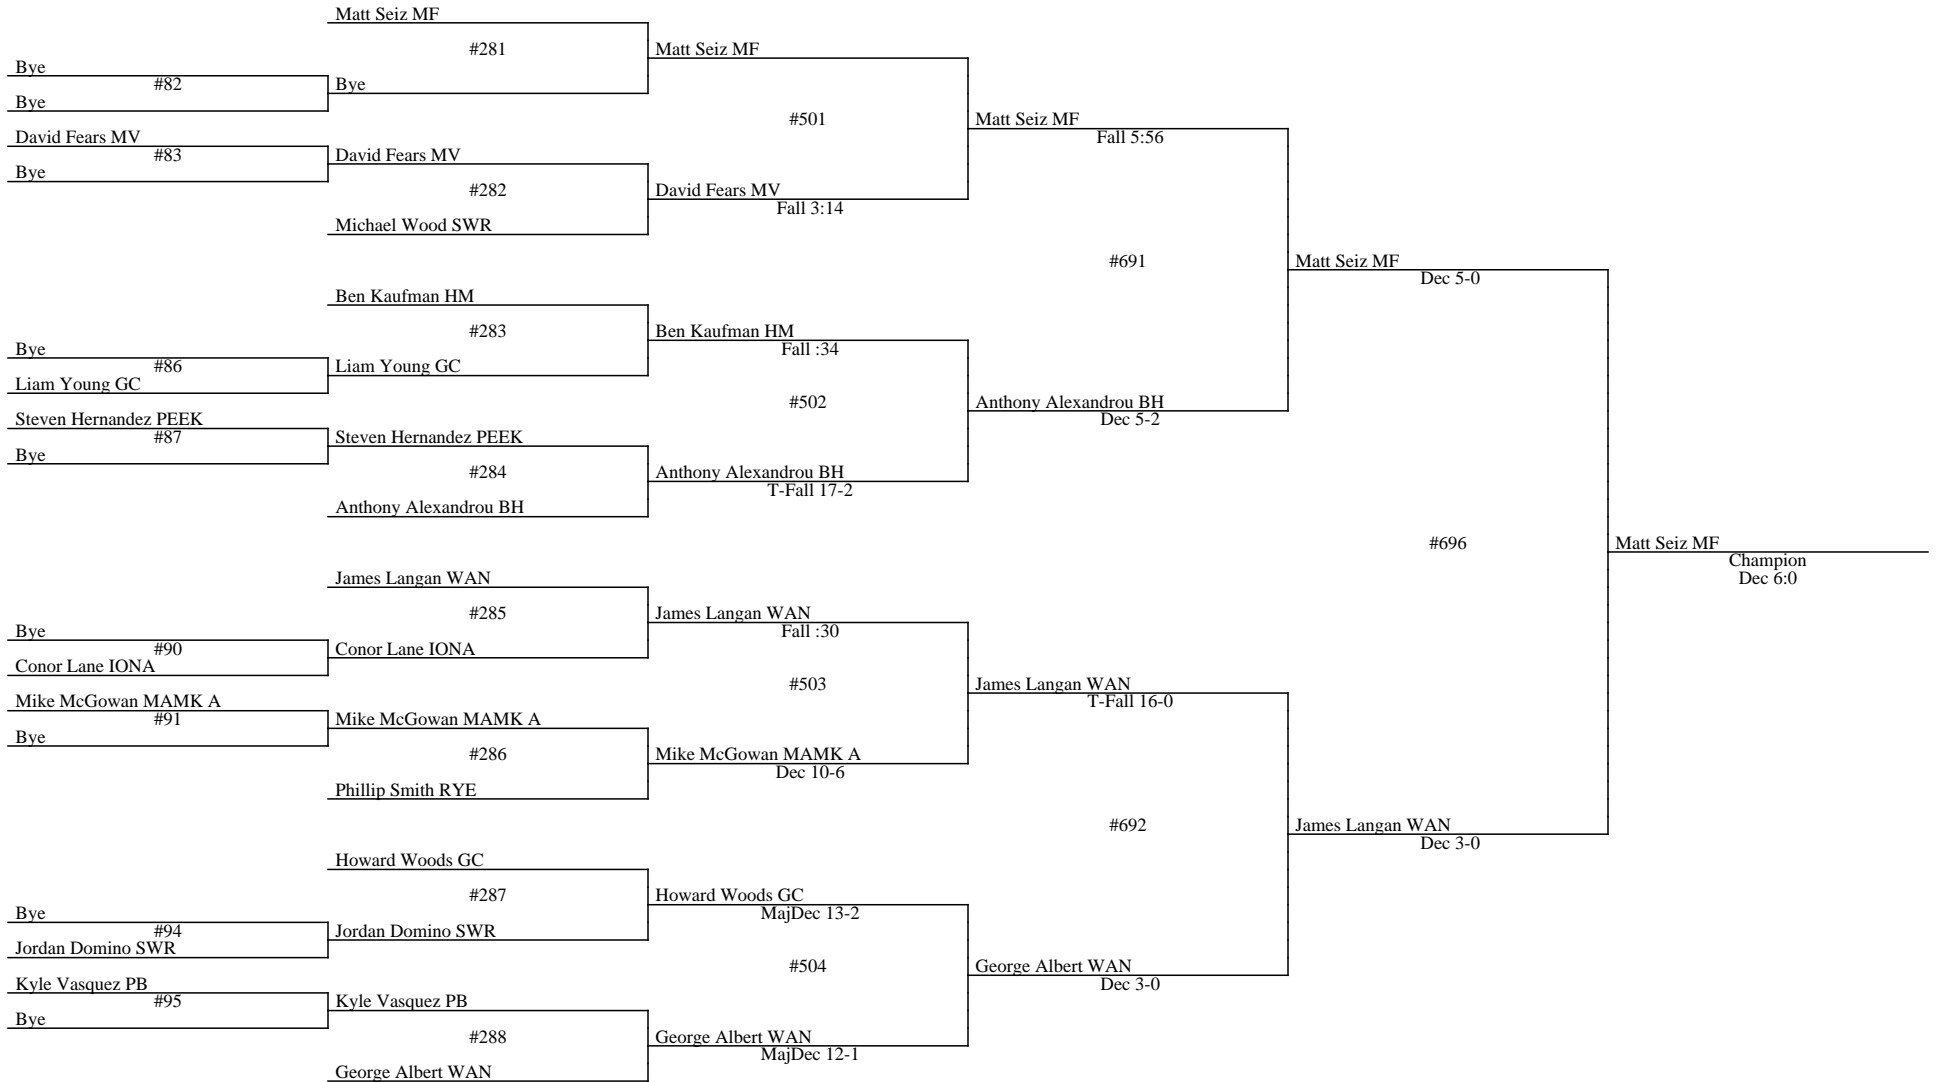 Matt Seiz MF
#281
Matt Seiz MF
Bye
#82
Bye
Bye
#501
David Fears MV
Matt Seiz MF
Fall 5:56
#83
David Fears MV
Bye
#282
David Fears MV
Fall 3:14
Michael Wood SWR
#691
Matt Seiz MF
Dec 5-0
Ben Kaufman HM
#283
Ben Kaufman HM
Fall :34
Bye
#86
Liam Young GC
Liam Young GC
#502
Anthony Alexandrou BH
Dec 5-2
Steven Hernandez PEEK
#87
Steven Hernandez PEEK
Bye
#284
Anthony Alexandrou BH
T-Fall 17-2
Anthony Alexandrou BH
#696
Matt Seiz MF
Champion
Dec 6:0
James Langan WAN
#285
James Langan WAN
Fall :30
Bye
#90
Conor Lane IONA
Conor Lane IONA
#503
James Langan WAN
T-Fall 16-0
Mike McGowan MAMK A
#91
Mike McGowan MAMK A
Bye
#286
Mike McGowan MAMK A
Dec 10-6
Phillip Smith RYE
#692
James Langan WAN
Dec 3-0
Howard Woods GC
#287
Howard Woods GC
MajDec 13-2
Bye
#94
Jordan Domino SWR
Jordan Domino SWR
#504
George Albert WAN
Dec 3-0
Kyle Vasquez PB
#95
Kyle Vasquez PB
Bye
#288
George Albert WAN
MajDec 12-1
George Albert WAN